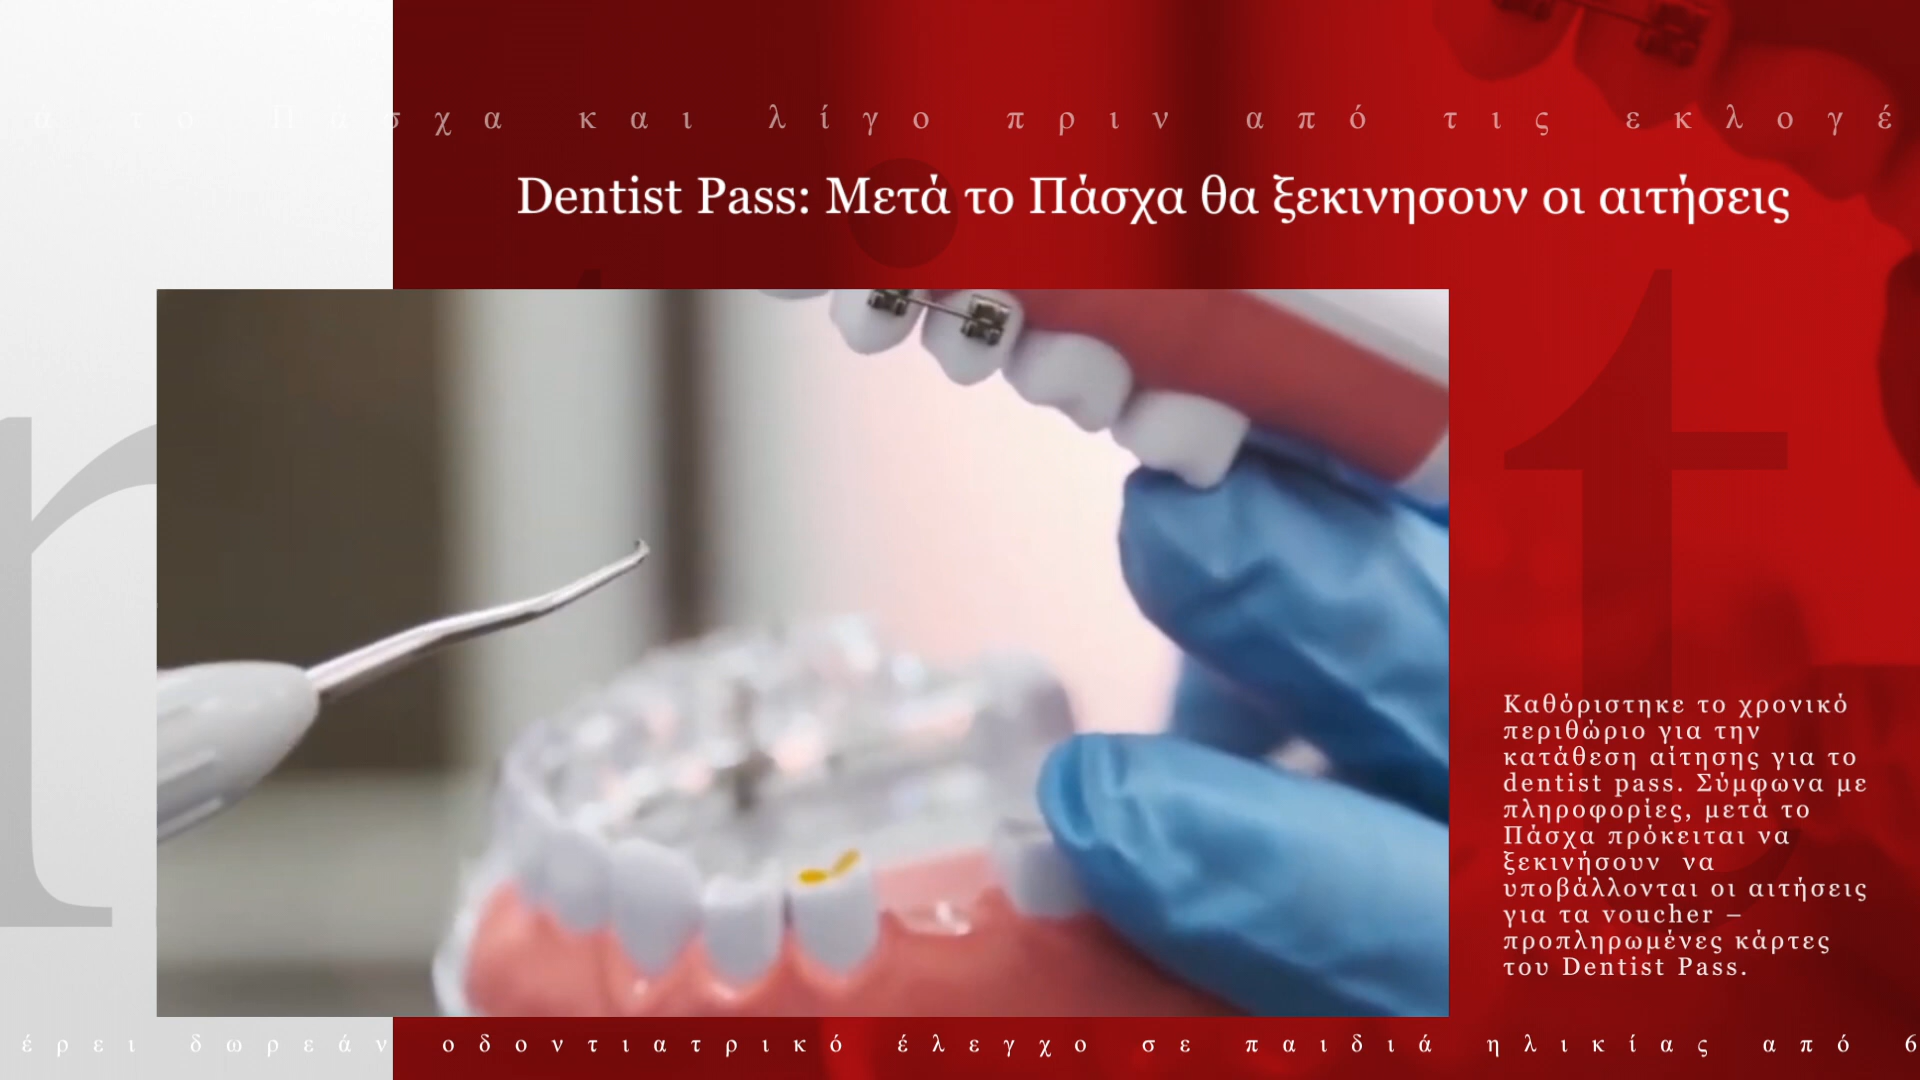 ά το Πάσχα και λίγο πριν από τις εκλογέ
Dentist Pass: Μετά το Πάσχα θα ξεκινησουν οι αιτήσεις
Καθόριστηκε το χρονικό
περιθώριο για την
κατάθεση αίτησης για το
dentist pass. Σύμφωνα με
πληροφορίες, μετά το
Πάσχα πρόκειται να
ξεκινήσουν να
υποβάλλονται οι αιτήσεις
για τα voucher –
προπληρωμένες κάρτες
του Dentist Pass.
έρει δωρεάν οδοντιατρικό έλεγχο σε παιδιά ηλικίας από 6